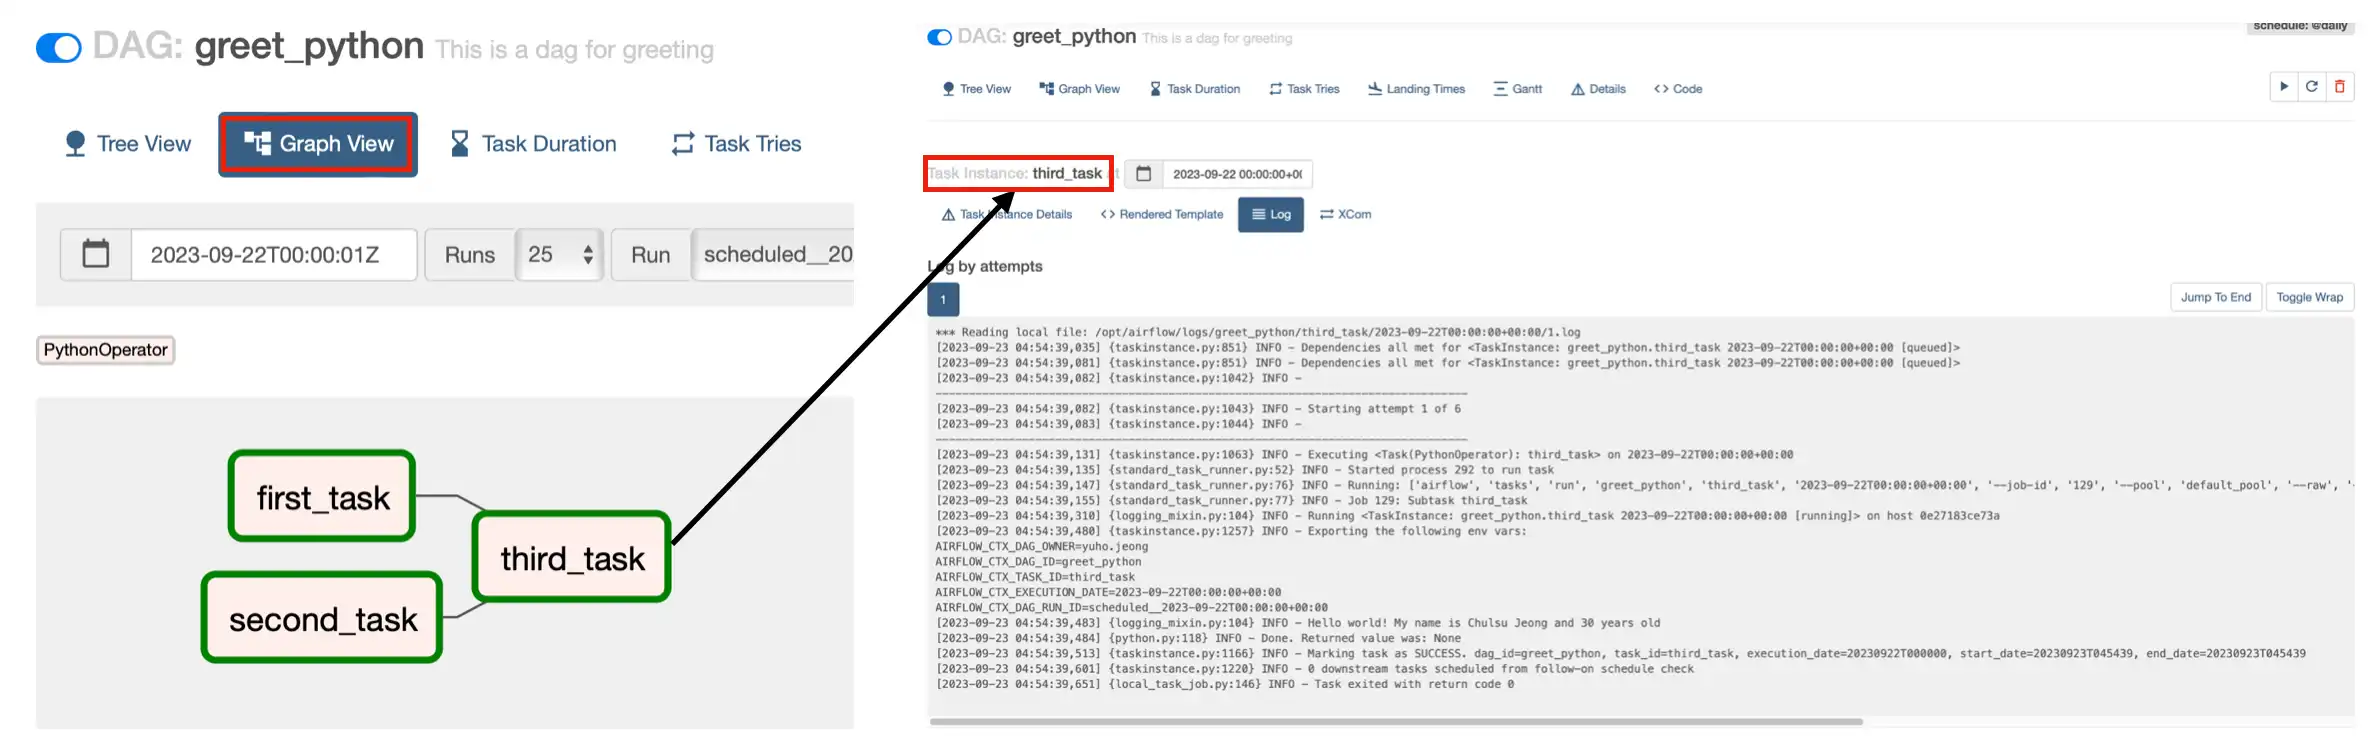 DAG: greet_python This is a dag for greeting
Tree View Graph View Task Duration Task Tries
2023-09-22T00:00:01Z Runs 25 Run scheduled__20
PythonOperator
first_task
third_task
second_task
schedule: @daily
DAG: greet_python This is a dag for greeting
Tree View Graph View Task Duration Task Tries Landing Times Gantt Details <> Code
Task Instance: third_task at 2023-09-22 00:00:00+0(
Task Instance Details <> Rendered Template Log XCom
Log by attempts
1
Jump To End Toggle Wrap
*** Reading local file: /opt/airflow/logs/greet_python/third_task/2023-09-22T00:00:00+00:00/1.log
[2023-09-23 04:54:39,035] {taskinstance.py:851} INFO - Dependencies all met for <TaskInstance: greet_python.third_task 2023-09-22T00:00:00+00:00 [queued]>
[2023-09-23 04:54:39,081] {taskinstance.py:851} INFO - Dependencies all met for <TaskInstance: greet_python.third_task 2023-09-22T00:00:00+00:00 [queued]>
[2023-09-23 04:54:39,082] {taskinstance.py:1042} INFO -
--------------------------------------------------------------------------------
[2023-09-23 04:54:39,082] {taskinstance.py:1043} INFO - Starting attempt 1 of 6
[2023-09-23 04:54:39,083] {taskinstance.py:1044} INFO -
--------------------------------------------------------------------------------
[2023-09-23 04:54:39,131] {taskinstance.py:1063} INFO - Executing <Task(PythonOperator): third_task> on 2023-09-22T00:00:00+00:00
[2023-09-23 04:54:39,135] {standard_task_runner.py:52} INFO - Started process 292 to run task
[2023-09-23 04:54:39,147] {standard_task_runner.py:76} INFO - Running: ['airflow', 'tasks', 'run', 'greet_python', 'third_task', '2023-09-22T00:00:00+00:00', '--job-id', '129', '--pool', 'default_pool', '--raw', '-
[2023-09-23 04:54:39,155] {standard_task_runner.py:77} INFO - Job 129: Subtask third_task
[2023-09-23 04:54:39,310] {logging_mixin.py:104} INFO - Running <TaskInstance: greet_python.third_task 2023-09-22T00:00:00+00:00 [running]> on host 0e27183ce73a
[2023-09-23 04:54:39,480] {taskinstance.py:1257} INFO - Exporting the following env vars:
AIRFLOW_CTX_DAG_OWNER=yuho.jeong
AIRFLOW_CTX_DAG_ID=greet_python
AIRFLOW_CTX_TASK_ID=third_task
AIRFLOW_CTX_EXECUTION_DATE=2023-09-22T00:00:00+00:00
AIRFLOW_CTX_DAG_RUN_ID=scheduled__2023-09-22T00:00:00+00:00
[2023-09-23 04:54:39,483] {logging_mixin.py:104} INFO - Hello world! My name is Chulsu Jeong and 30 years old
[2023-09-23 04:54:39,484] {python.py:118} INFO - Done. Returned value was: None
[2023-09-23 04:54:39,513] {taskinstance.py:1166} INFO - Marking task as SUCCESS. dag_id=greet_python, task_id=third_task, execution_date=20230922T000000, start_date=20230923T045439, end_date=20230923T045439
[2023-09-23 04:54:39,601] {taskinstance.py:1220} INFO - 0 downstream tasks scheduled from follow-on schedule check
[2023-09-23 04:54:39,651] {local_task_job.py:146} INFO - Task exited with return code 0